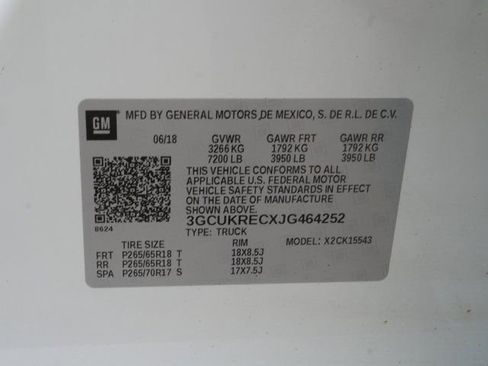 GM
MFD BY GENERAL MOTORS DE MEXICO, S. DE R.L. DE C.V.
06/18 GVWR GAWR FRT GAWR RR
3266 KG 1792 KG 1792 KG
7200 LB 3950 LB 3950 LB
THIS VEHICLE CONFORMS TO ALL
APPLICABLE U.S. FEDERAL MOTOR
VEHICLE SAFETY STANDARDS IN EFFECT
ON THE DATE OF MANUFACTURE
SHOWN ABOVE.
8624 3GCUKRECXJG464252
TYPE: TRUCK
TIRE SIZE RIM MODEL: X2CK15543
FRT P265/65R18 T 18X8.5J
RR P265/65R18 T 18X8.5J
SPA P265/70R17 S 17X7.5J